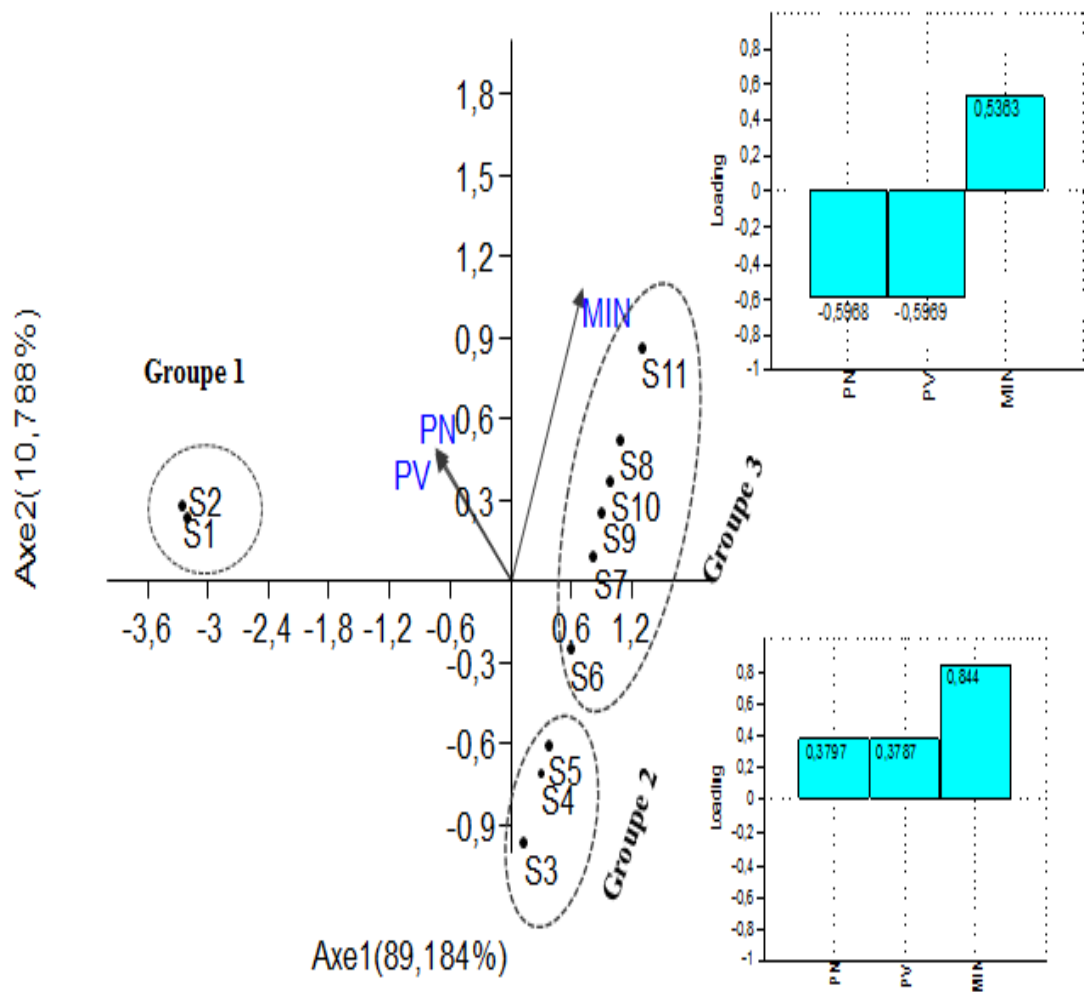 Axe2(10,788%)
1,8
1,5
1,2
0,9
0,6
0,3
-0,3
-0,6
-0,9
-3,6
-3
-2,4
-1,8
-1,2
-0,6
0,6
1,2
Groupe 1
S2
S1
PN
PV
MIN
S11
S8
S10
S9
S7
S6
Groupe 3
S5
S4
S3
Groupe 2
Axe1(89,184%)
Loading
0,8
0,6
0,4
0,2
0
-0,2
-0,4
-0,6
-0,8
-1
0,5363
-0,5968
-0,5969
PN
PV
MIN
Loading
0,8
0,6
0,4
0,2
0
-0,2
-0,4
-0,6
-0,8
-1
0,3797
0,3787
0,844
PN
PV
MIN